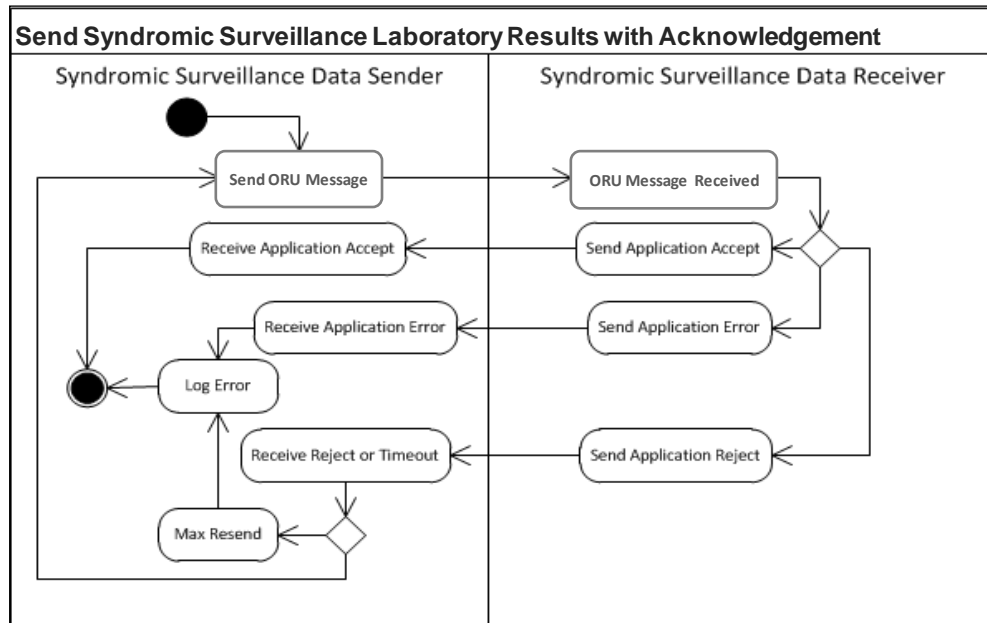 Send Syndromic Surveillance Laboratory Results with Acknowledgement
Syndromic Surveillance Data Sender
Syndromic Surveillance Data Receiver
Send ORU Message
ORU Message Received
Receive Application Accept
Send Application Accept
Receive Application Error
Send Application Error
Log Error
Receive Reject or Timeout
Send Application Reject
Max Resend